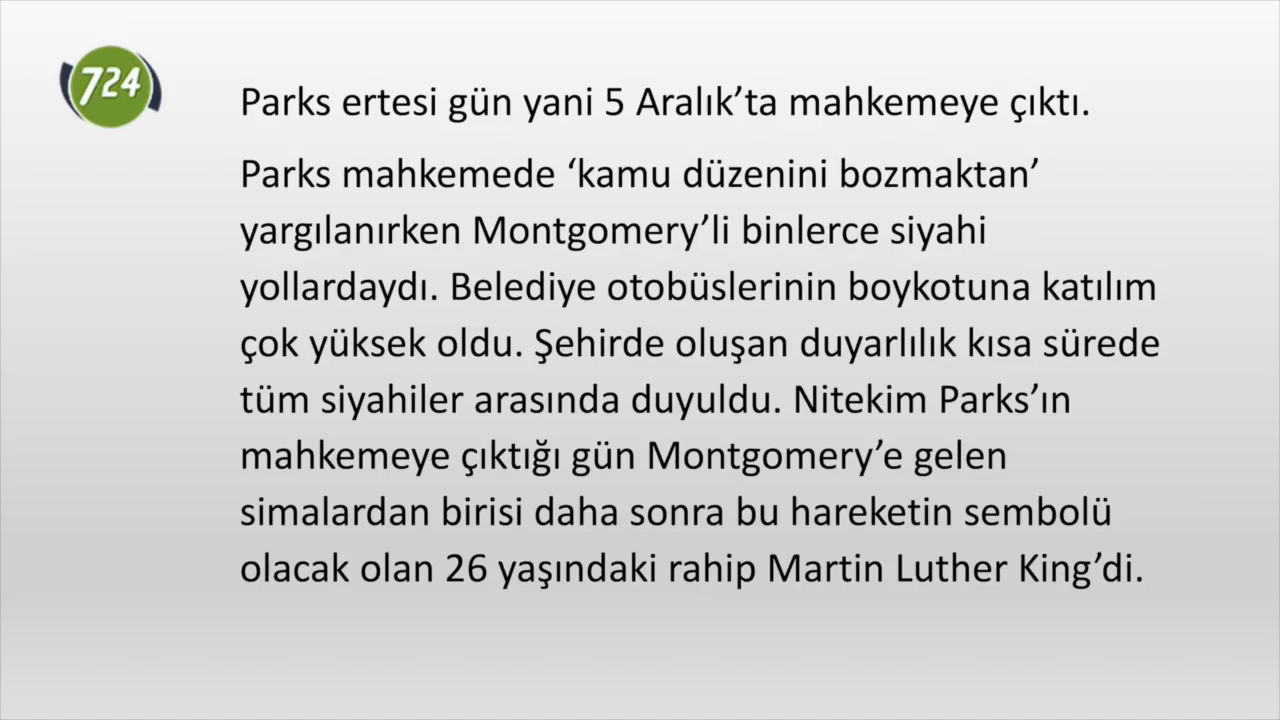 724
Parks ertesi gün yani 5 Aralık’ta mahkemeye çıktı.
Parks mahkemede ‘kamu düzenini bozmaktan’
yargılanırken Montgomery’li binlerce siyahi
yollardaydı. Belediye otobüslerinin boykotuna katılım
çok yüksek oldu. Şehirde oluşan duyarlılık kısa sürede
tüm siyahiler arasında duyuldu. Nitekim Parks’ın
mahkemeye çıktığı gün Montgomery’e gelen
simalardan birisi daha sonra bu hareketin sembolü
olacak olan 26 yaşındaki rahip Martin Luther King’di.